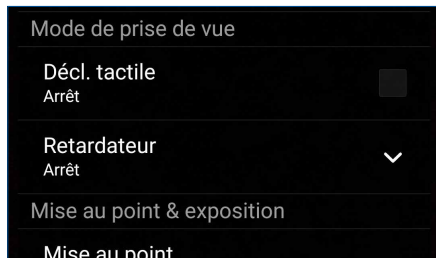 Mode de prise de vue
Décl. tactile
Arrêt
Retardateur
Arrêt
Mise au point & exposition
Mise au point